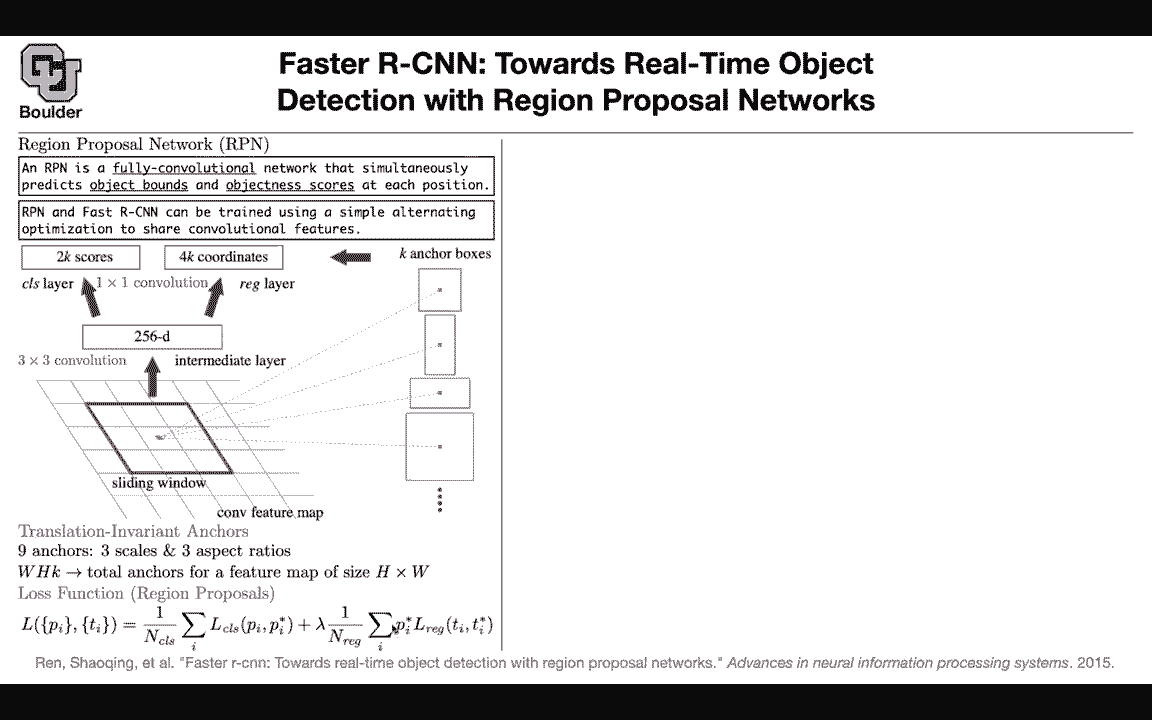 Boulder
Faster R-CNN: Towards Real-Time Object
Detection with Region Proposal Networks
Region Proposal Network (RPN)
An RPN is a fully-convolutional network that simultaneously
predicts object bounds and objectness scores at each position.
RPN and Fast R-CNN can be trained using a simple alternating
optimization to share convolutional features.
2k scores
4k coordinates
k anchor boxes
cls layer
1 × 1 convolution
reg layer
256-d
3 × 3 convolution
intermediate layer
sliding window
conv feature map
Translation-Invariant Anchors
9 anchors: 3 scales & 3 aspect ratios
WHk → total anchors for a feature map of size H × W
Loss Function (Region Proposals)
L({p_i}, {t_i}) = \frac{1}{N_{cls}} \sum_i L_{cls}(p_i, p_i^*) + λ \frac{1}{N_{reg}} \sum_i p_i^* L_{reg}(t_i, t_i^*)
Ren, Shaoqing, et al. "Faster r-cnn: Towards real-time object detection with region proposal networks." Advances in neural information processing systems. 2015.